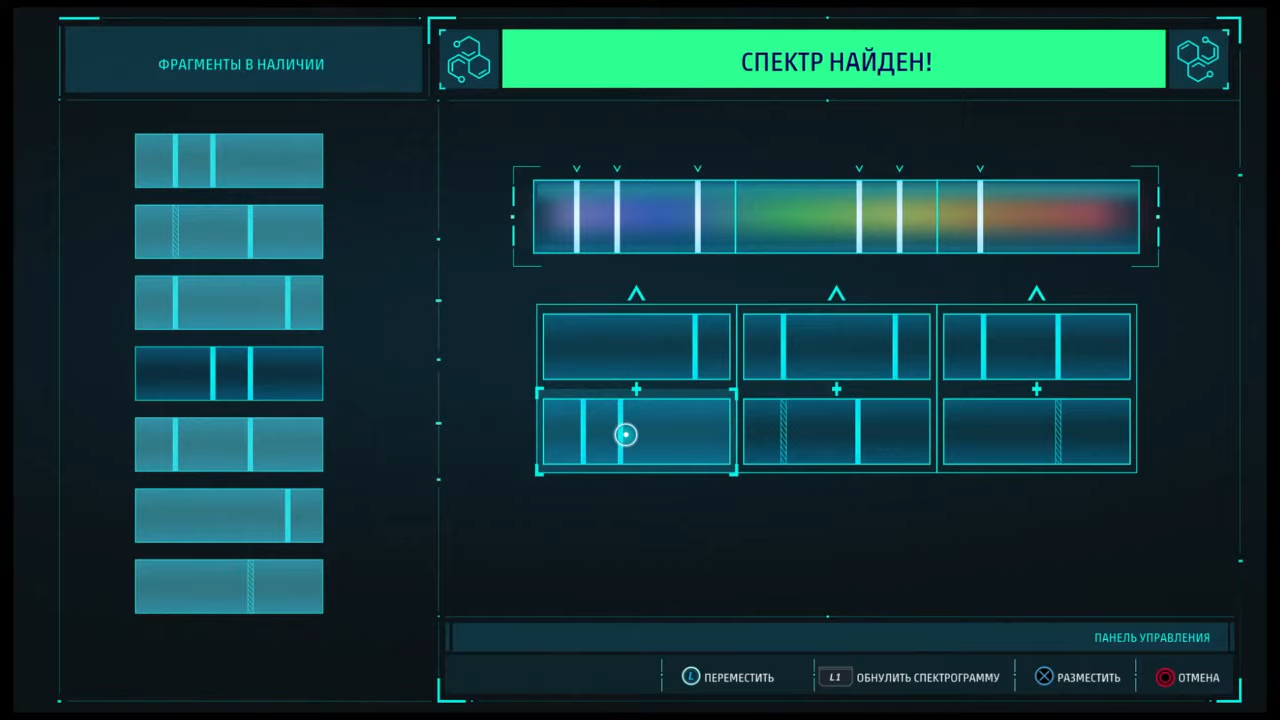 ФРАГМЕНТЫ В НАЛИЧИИ
СПЕКТР НАЙДЕН!
ПАНЕЛЬ УПРАВЛЕНИЯ
L ПЕРЕМЕСТИТЬ L1 ОБНУЛИТЬ СПЕКТРОГРАММУ РАЗМЕСТИТЬ ОТМЕНА